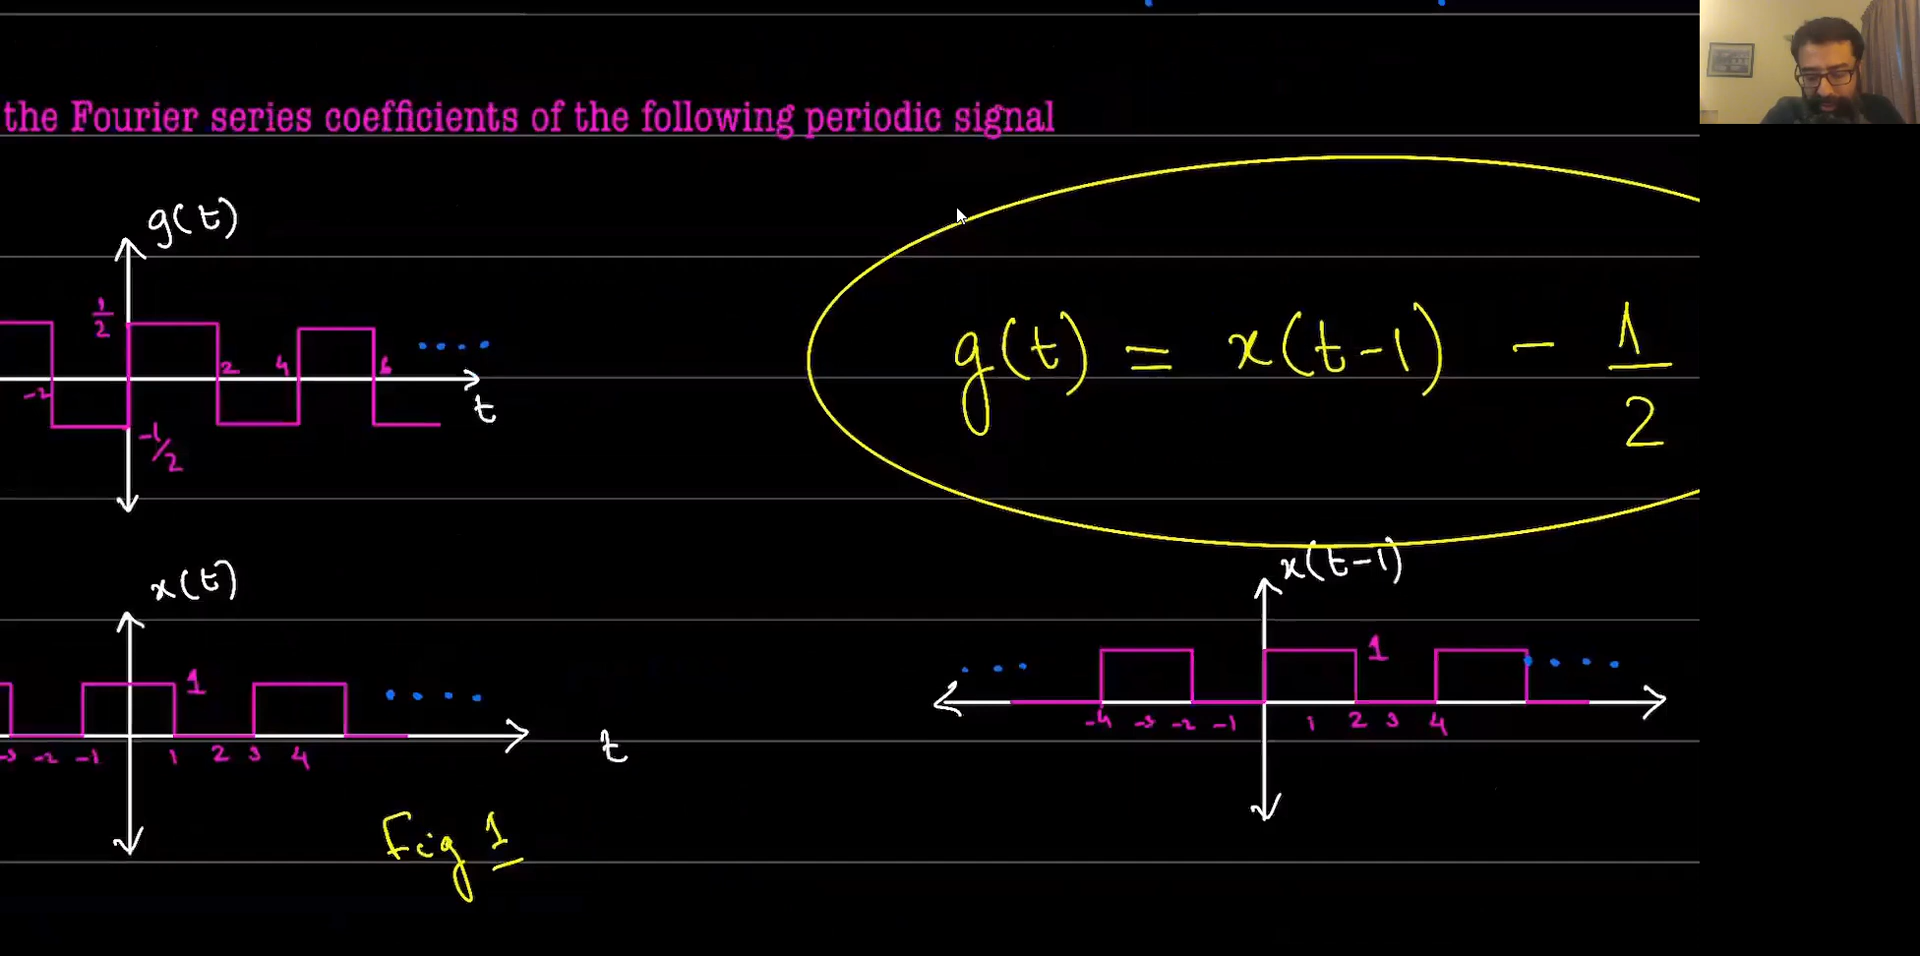 the Fourier series coefficients of the following periodic signal
g(t)
1/2
-2 2 4 6
t
-1/2
g(t) = x(t-1) - 1/2
x(t)
1
-3 -2 -1 1 2 3 4
t
Fig 1
x(t-1)
1
-4 -3 -2 -1 1 2 3 4